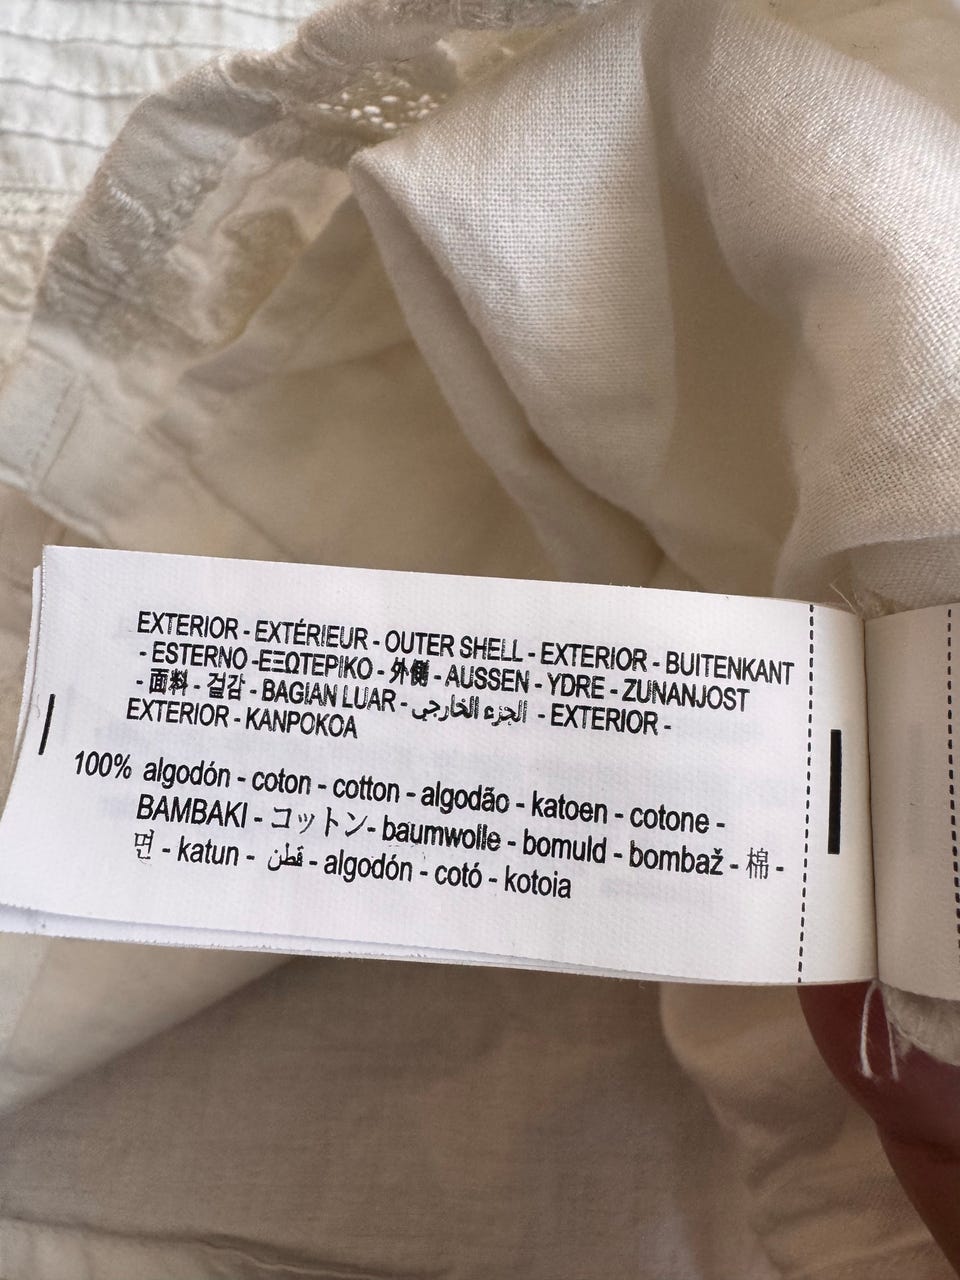 EXTERIOR - EXTÉRIEUR - OUTER SHELL - EXTERIOR - BUITENKANT
- ESTERNO -ΕΞΩΤΕΡΙΚΟ - 外側 - AUSSEN - YDRE - ZUNANJOST
- 面料 - 겉감 - BAGIAN LUAR - الجزء الخارجي - EXTERIOR -
EXTERIOR - KANPOKOA
100% algodón - coton - cotton - algodão - katoen - cotone -
BAMBAKI - コットン- baumwolle - bomuld - bombaž - 棉 -
면 - katun - قطن - algodón - cotó - kotoia